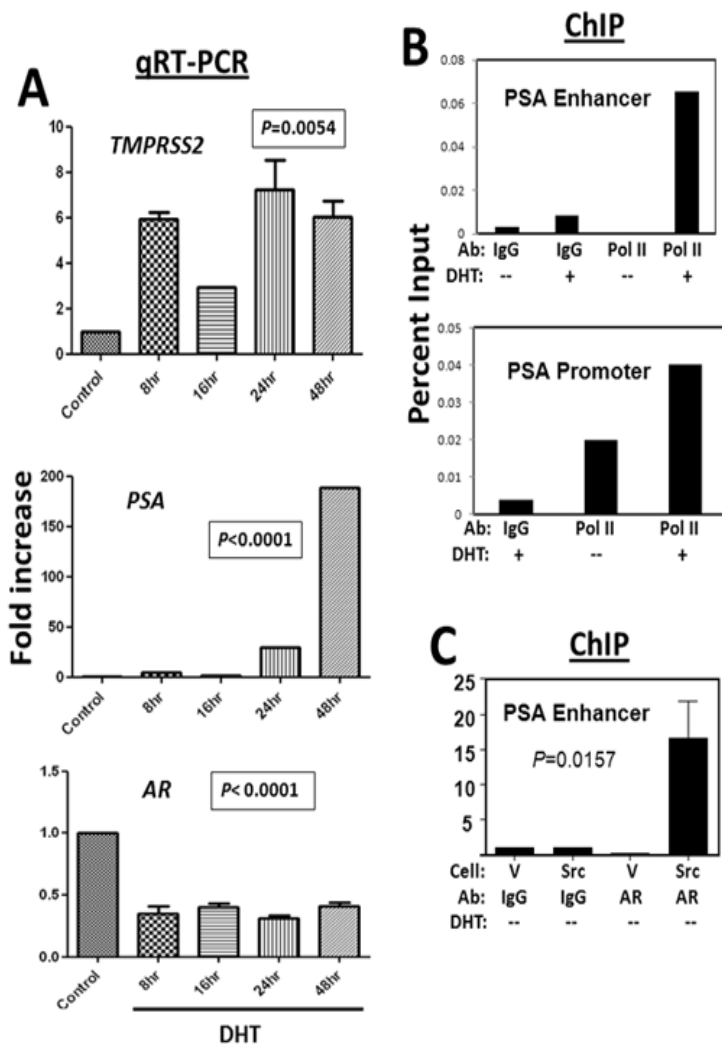 A
qRT-PCR
Fold increase
TMPRSS2
P=0.0054
10
8
6
4
2
0
Control
8hr
16hr
24hr
48hr
PSA
P<0.0001
200
150
100
50
0
Control
8hr
16hr
24hr
48hr
AR
P< 0.0001
1.5
1.0
0.5
0.0
Control
8hr
16hr
24hr
48hr
DHT
B
ChIP
Percent Input
PSA Enhancer
0.08
0.06
0.04
0.02
0
Ab: IgG IgG Pol II Pol II
DHT: -- + -- +
PSA Promoter
0.05
0.04
0.03
0.02
0.01
0
Ab: IgG Pol II Pol II
DHT: + -- +
C
ChIP
PSA Enhancer
P=0.0157
25
20
15
10
5
Cell: V Src V Src
Ab: IgG IgG AR AR
DHT: -- -- -- --